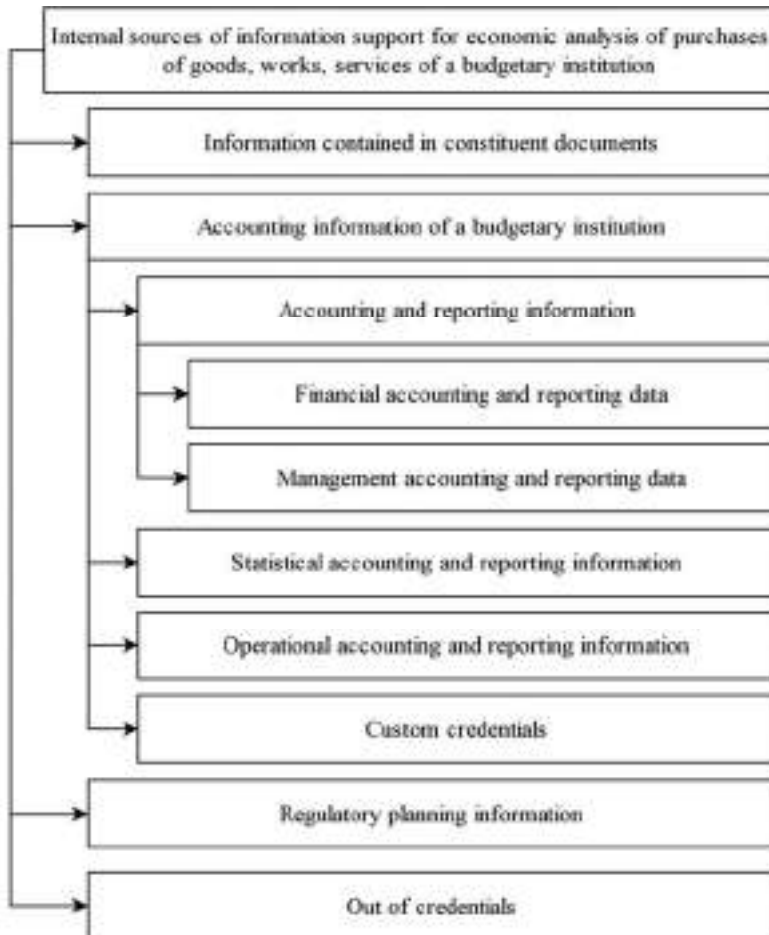 Internal sources of information support for economic analysis of purchases
of goods, works, services of a budgetary institution
Information contained in constituent documents
Accounting information of a budgetary institution
Accounting and reporting information
Financial accounting and reporting data
Management accounting and reporting data
Statistical accounting and reporting information
Operational accounting and reporting information
Custom credentials
Regulatory planning information
Out of credentials